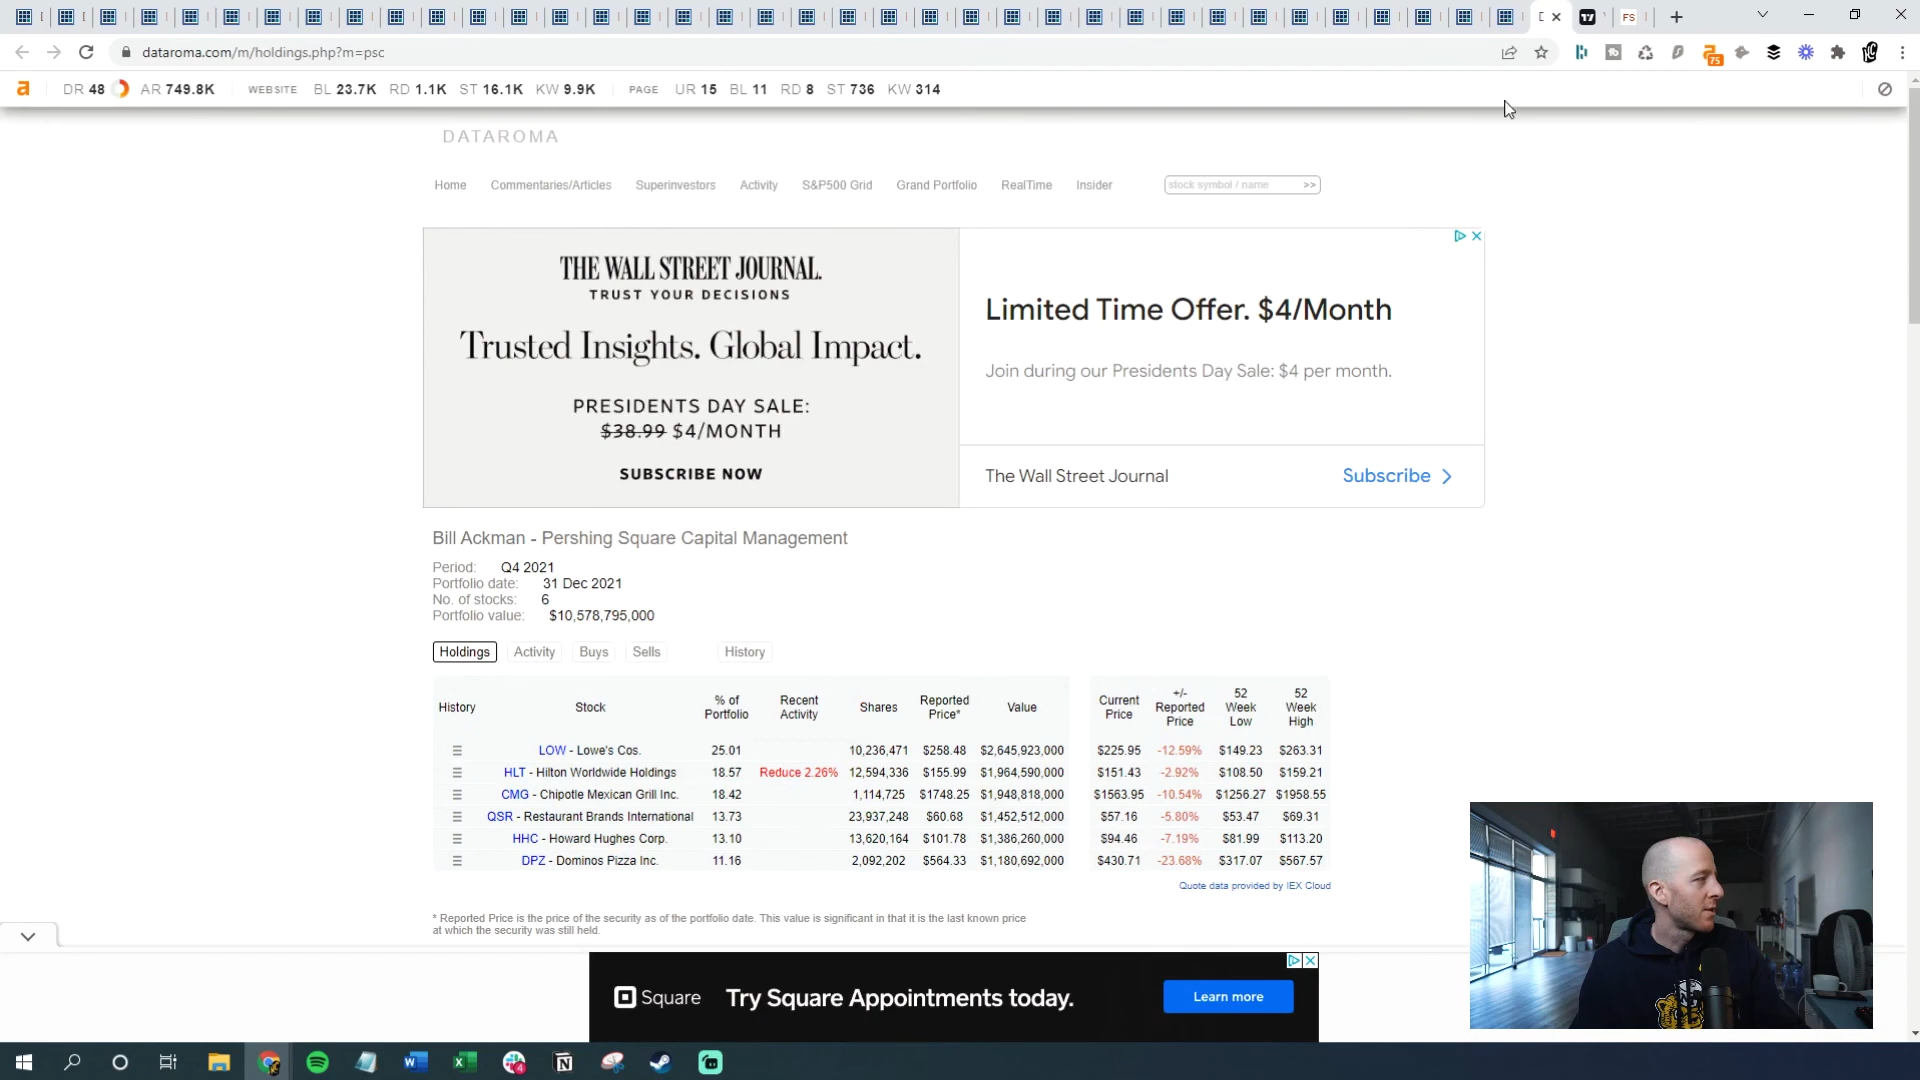 FS
dataroma.com/m/holdings.php?m=psc
75
a DR 48 AR 749.8K WEBSITE BL 23.7K RD 1.1K ST 16.1K KW 9.9K PAGE UR 15 BL 11 RD 8 ST 736 KW 314
DATAROMA
Home Commentaries/Articles Superinvestors Activity S&P500 Grid Grand Portfolio RealTime Insider stock symbol / name >>
THE WALL STREET JOURNAL.
TRUST YOUR DECISIONS
Trusted Insights. Global Impact.
PRESIDENTS DAY SALE:
$38.99 $4/MONTH
SUBSCRIBE NOW
Limited Time Offer. $4/Month
Join during our Presidents Day Sale: $4 per month.
The Wall Street Journal Subscribe
Bill Ackman - Pershing Square Capital Management
Period: Q4 2021
Portfolio date: 31 Dec 2021
No. of stocks: 6
Portfolio value: $10,578,795,000
Holdings Activity Buys Sells History
History Stock % of Portfolio Recent Activity Shares Reported Price* Value Current Price +/- Reported Price 52 Week Low 52 Week High
LOW - Lowe's Cos. 25.01 10,236,471 $258.48 $2,645,923,000 $225.95 -12.59% $149.23 $263.31
HLT - Hilton Worldwide Holdings 18.57 Reduce 2.26% 12,594,336 $155.99 $1,964,590,000 $151.43 -2.92% $108.50 $159.21
CMG - Chipotle Mexican Grill Inc. 18.42 1,114,725 $1748.25 $1,948,818,000 $1563.95 -10.54% $1256.27 $1958.55
QSR - Restaurant Brands International 13.73 23,937,248 $60.68 $1,452,512,000 $57.16 -5.80% $53.47 $69.31
HHC - Howard Hughes Corp. 13.10 13,620,164 $101.78 $1,386,260,000 $94.46 -7.19% $81.99 $113.20
DPZ - Dominos Pizza Inc. 11.16 2,092,202 $564.33 $1,180,692,000 $430.71 -23.68% $317.07 $567.57
Quote data provided by IEX Cloud
* Reported Price is the price of the security as of the portfolio date. This value is significant in that it is the last known price
at which the security was still held.
Square Try Square Appointments today. Learn more